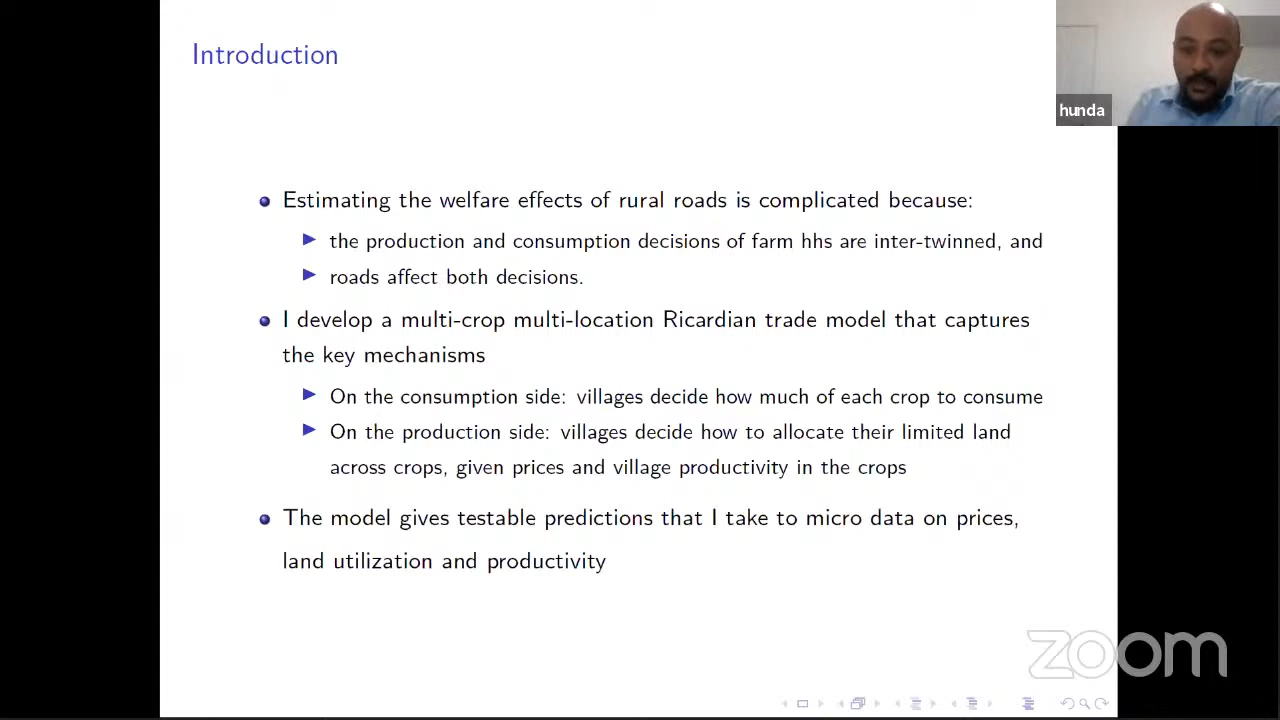 Introduction
hunda
Estimating the welfare effects of rural roads is complicated because:
the production and consumption decisions of farm hhs are inter-twinned, and
roads affect both decisions.
I develop a multi-crop multi-location Ricardian trade model that captures
the key mechanisms
On the consumption side: villages decide how much of each crop to consume
On the production side: villages decide how to allocate their limited land
across crops, given prices and village productivity in the crops
The model gives testable predictions that I take to micro data on prices,
land utilization and productivity
zoom